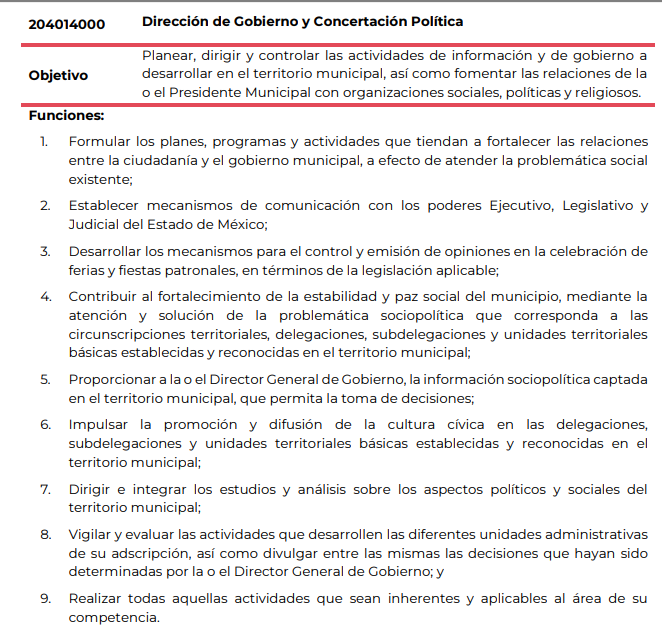 204014000 Dirección de Gobierno y Concertación Política
Objetivo
Planear, dirigir y controlar las actividades de información y de gobierno a
desarrollar en el territorio municipal, así como fomentar las relaciones de la
o el Presidente Municipal con organizaciones sociales, políticas y religiosos.
Funciones:
1. Formular los planes, programas y actividades que tiendan a fortalecer las relaciones
entre la ciudadanía y el gobierno municipal, a efecto de atender la problemática social
existente;
2. Establecer mecanismos de comunicación con los poderes Ejecutivo, Legislativo y
Judicial del Estado de México;
3. Desarrollar los mecanismos para el control y emisión de opiniones en la celebración de
ferias y fiestas patronales, en términos de la legislación aplicable;
4. Contribuir al fortalecimiento de la estabilidad y paz social del municipio, mediante la
atención y solución de la problemática sociopolítica que corresponda a las
circunscripciones territoriales, delegaciones, subdelegaciones y unidades territoriales
básicas establecidas y reconocidas en el territorio municipal;
5. Proporcionar a la o el Director General de Gobierno, la información sociopolítica captada
en el territorio municipal, que permita la toma de decisiones;
6. Impulsar la promoción y difusión de la cultura cívica en las delegaciones,
subdelegaciones y unidades territoriales básicas establecidas y reconocidas en el
territorio municipal;
7. Dirigir e integrar los estudios y análisis sobre los aspectos políticos y sociales del
territorio municipal;
8. Vigilar y evaluar las actividades que desarrollen las diferentes unidades administrativas
de su adscripción, así como divulgar entre las mismas las decisiones que hayan sido
determinadas por la o el Director General de Gobierno; y
9. Realizar todas aquellas actividades que sean inherentes y aplicables al área de su
competencia.